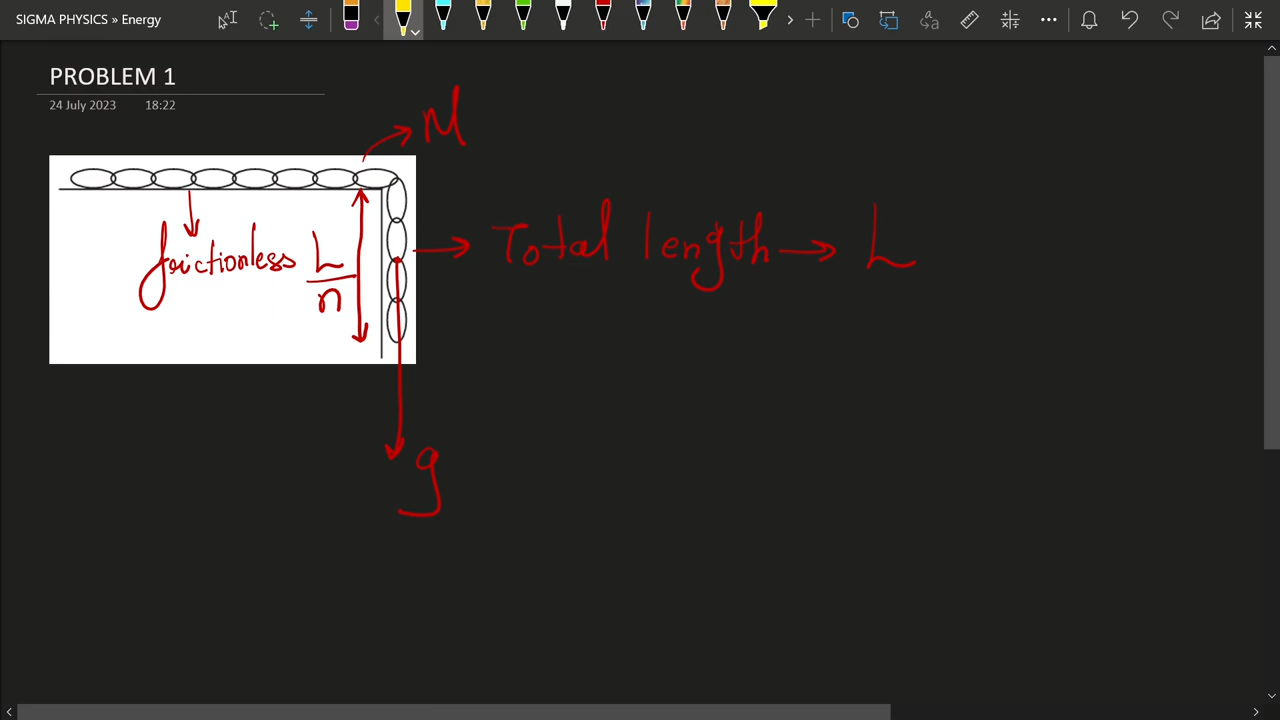 SIGMA PHYSICS » Energy
PROBLEM 1
24 July 2023 18:22
M
Total length → L
frictionless
L
n
g